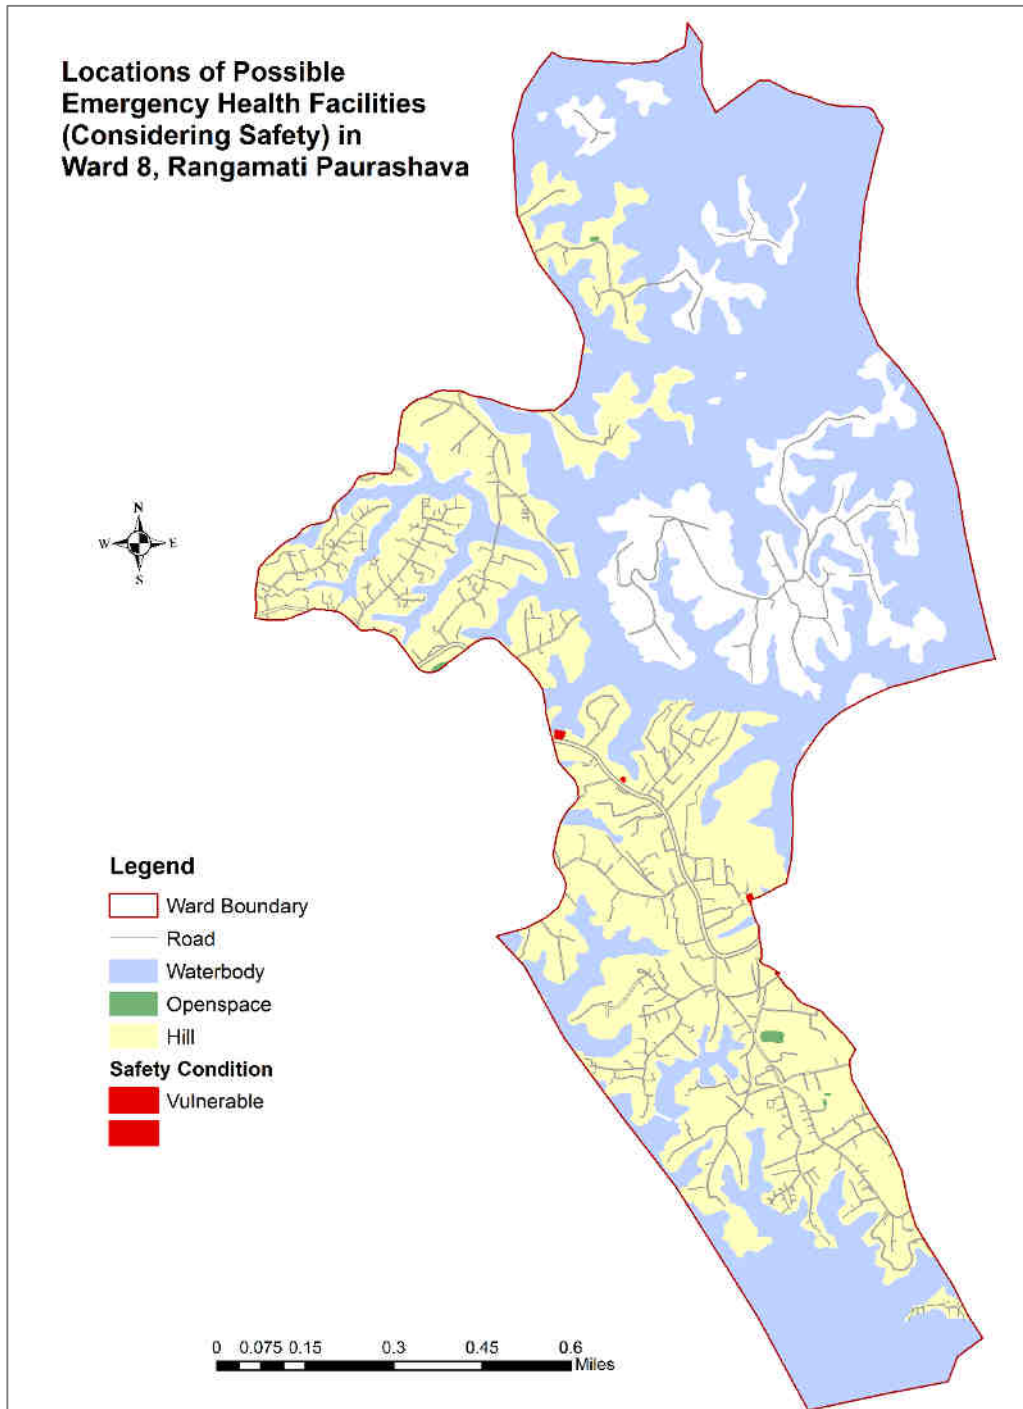 Locations of Possible
Emergency Health Facilities
(Considering Safety) in
Ward 8, Rangamati Paurashava
N
W E
S
Legend
Ward Boundary
Road
Waterbody
Openspace
Hill
Safety Condition
Vulnerable
0 0.075 0.15 0.3 0.45 0.6
Miles